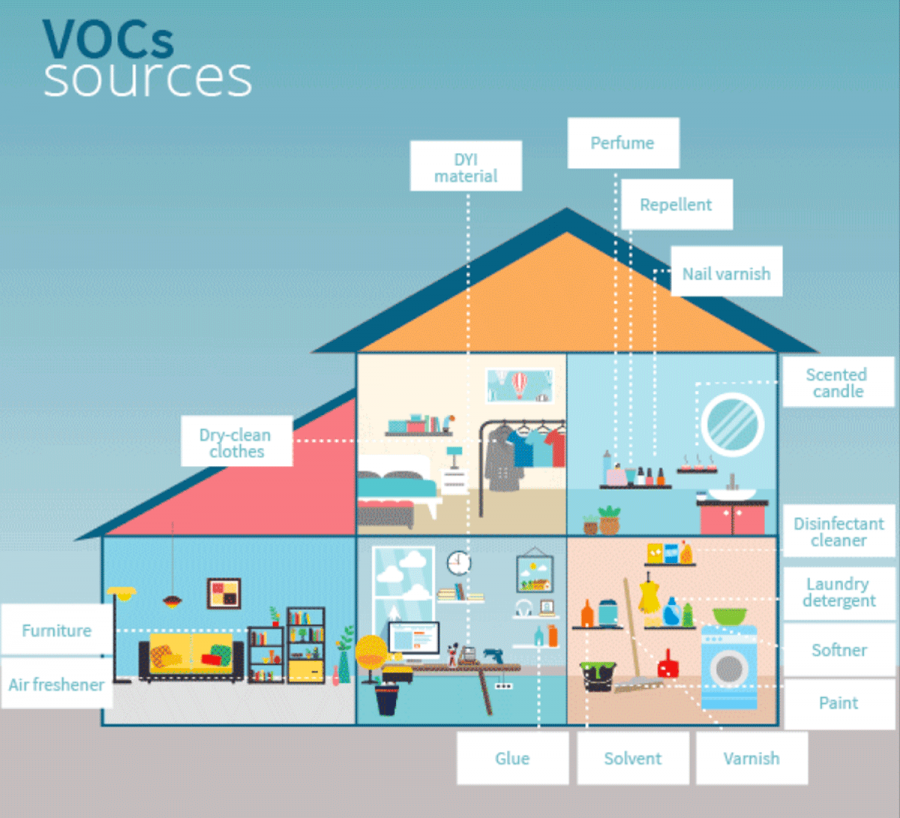 VOCs
sources
Perfume
DYI
material
Repellent
Nail varnish
Scented
candle
Dry-clean
clothes
Disinfectant
cleaner
Laundry
detergent
Furniture
Softner
Air freshener
Paint
Glue
Solvent
Varnish